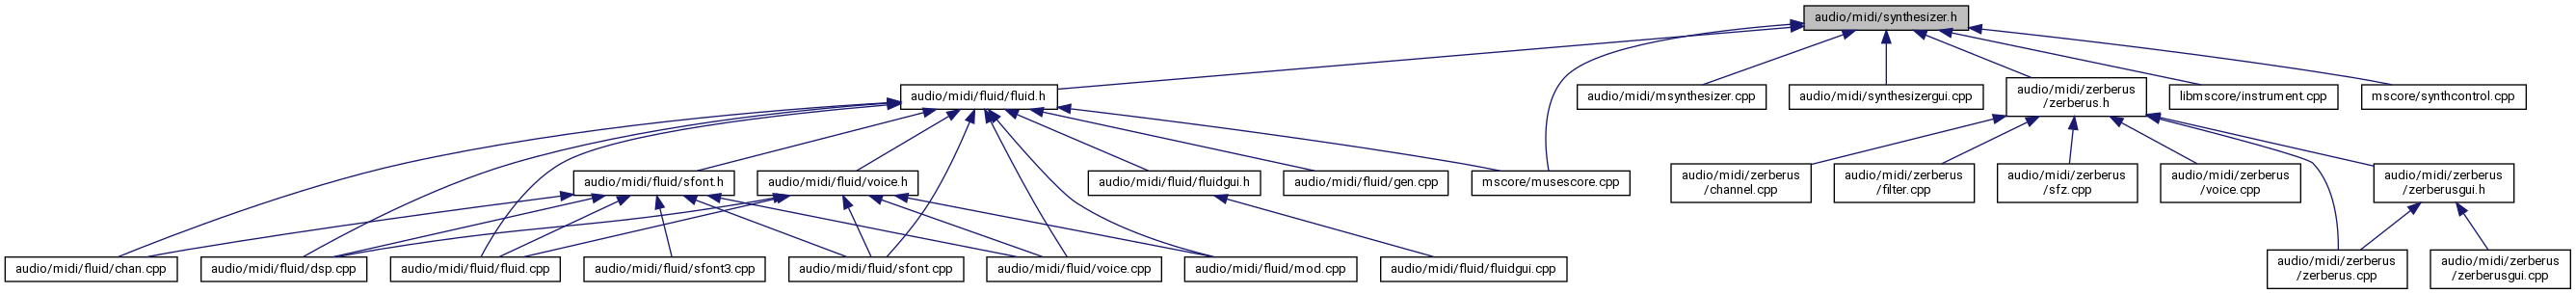 audio/midi/synthesizer.h
audio/midi/fluid/fluid.h
audio/midi/msynthesizer.cpp
audio/midi/synthesizergui.cpp
audio/midi/zerberus
/zerberus.h
libmscore/instrument.cpp
mscore/synthcontrol.cpp
audio/midi/fluid/sfont.h
audio/midi/fluid/voice.h
audio/midi/fluid/fluidgui.h
audio/midi/fluid/gen.cpp
mscore/musescore.cpp
audio/midi/zerberus
/channel.cpp
audio/midi/zerberus
/filter.cpp
audio/midi/zerberus
/sfz.cpp
audio/midi/zerberus
/voice.cpp
audio/midi/zerberus
/zerberusgui.h
audio/midi/fluid/chan.cpp
audio/midi/fluid/dsp.cpp
audio/midi/fluid/fluid.cpp
audio/midi/fluid/sfont3.cpp
audio/midi/fluid/sfont.cpp
audio/midi/fluid/voice.cpp
audio/midi/fluid/mod.cpp
audio/midi/fluid/fluidgui.cpp
audio/midi/zerberus
/zerberus.cpp
audio/midi/zerberus
/zerberusgui.cpp